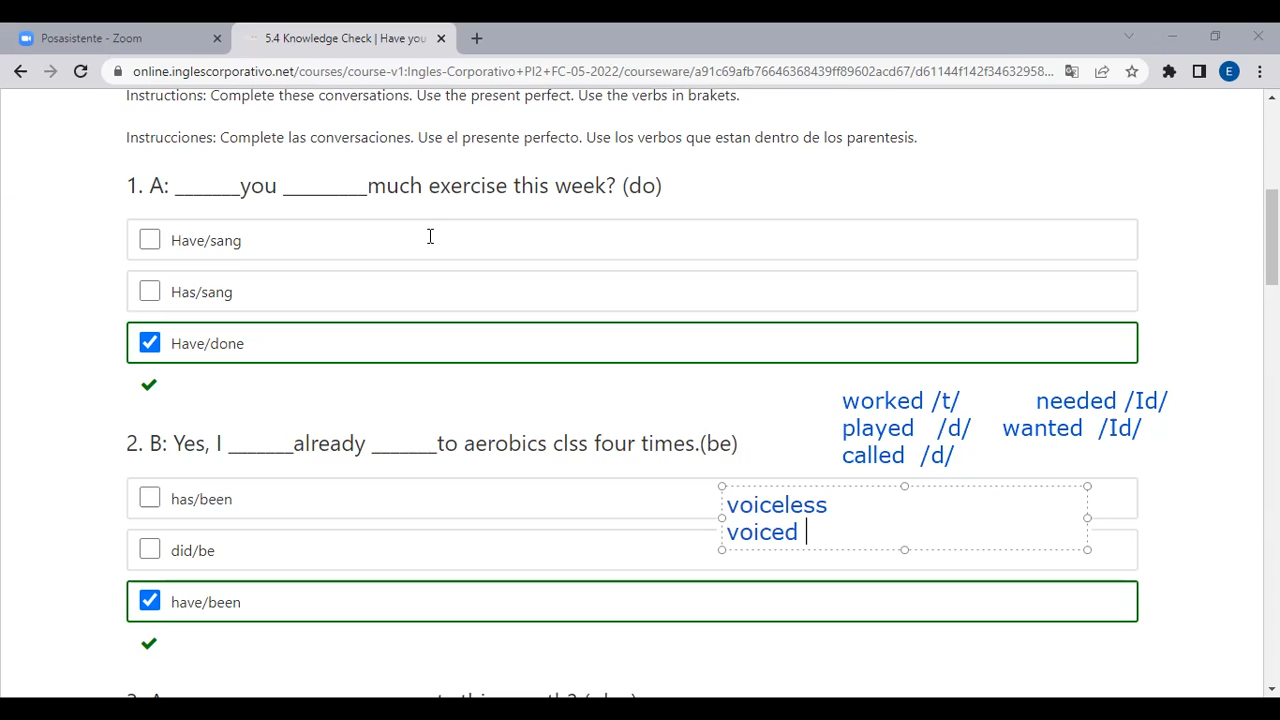 Posasistente - Zoom
5.4 Knowledge Check | Have you
online.inglescorporativo.net/courses/course-v1:Ingles-Corporativo+PI2+FC-05-2022/courseware/a91c69afb76646368439ff89602acd67/d61144f142f34632958...
E
Instructions: Complete these conversations. Use the present perfect. Use the verbs in brakets.
Instrucciones: Complete las conversaciones. Use el presente perfecto. Use los verbos que estan dentro de los parentesis.
1. A: _______you _________much exercise this week? (do)
Have/sang
Has/sang
Have/done
worked /t/ needed /Id/
played /d/ wanted /Id/
called /d/
2. B: Yes, I _______already _______to aerobics clss four times.(be)
has/been
voiceless
voiced
did/be
have/been